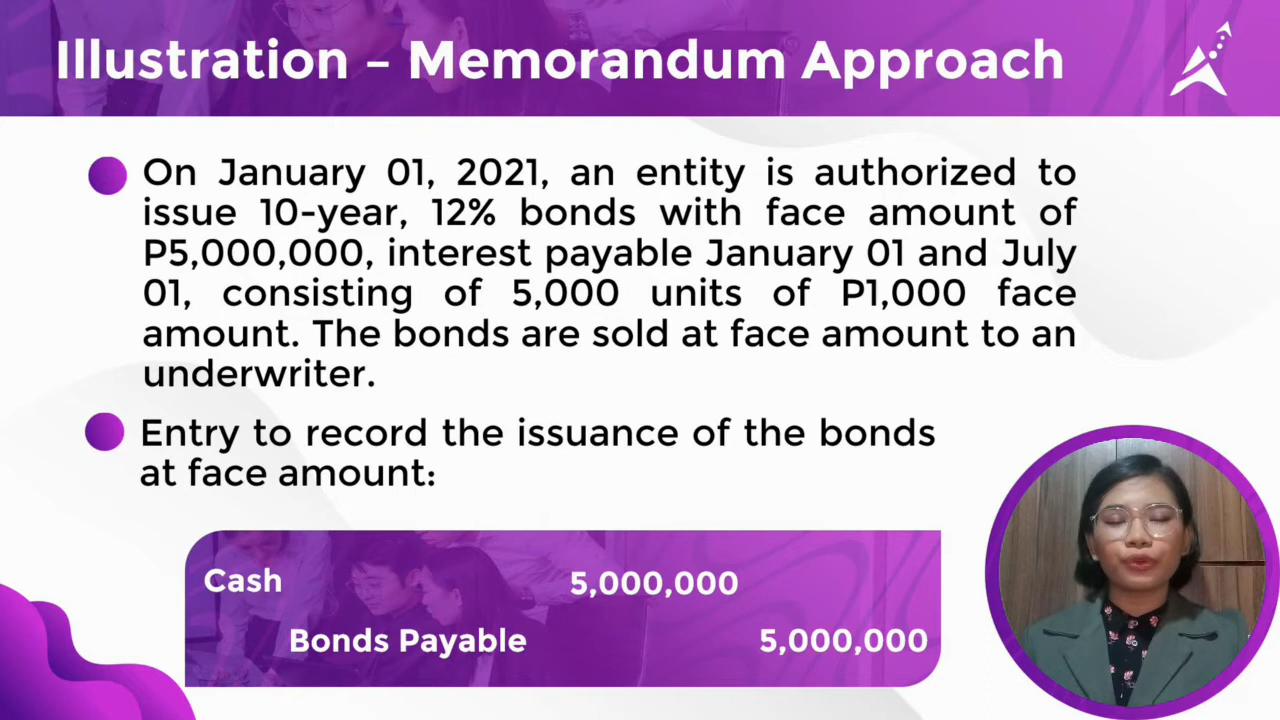 Illustration – Memorandum Approach
On January 01, 2021, an entity is authorized to
issue 10-year, 12% bonds with face amount of
P5,000,000, interest payable January 01 and July
01, consisting of 5,000 units of P1,000 face
amount. The bonds are sold at face amount to an
underwriter.
Entry to record the issuance of the bonds
at face amount:
Cash 5,000,000
Bonds Payable 5,000,000